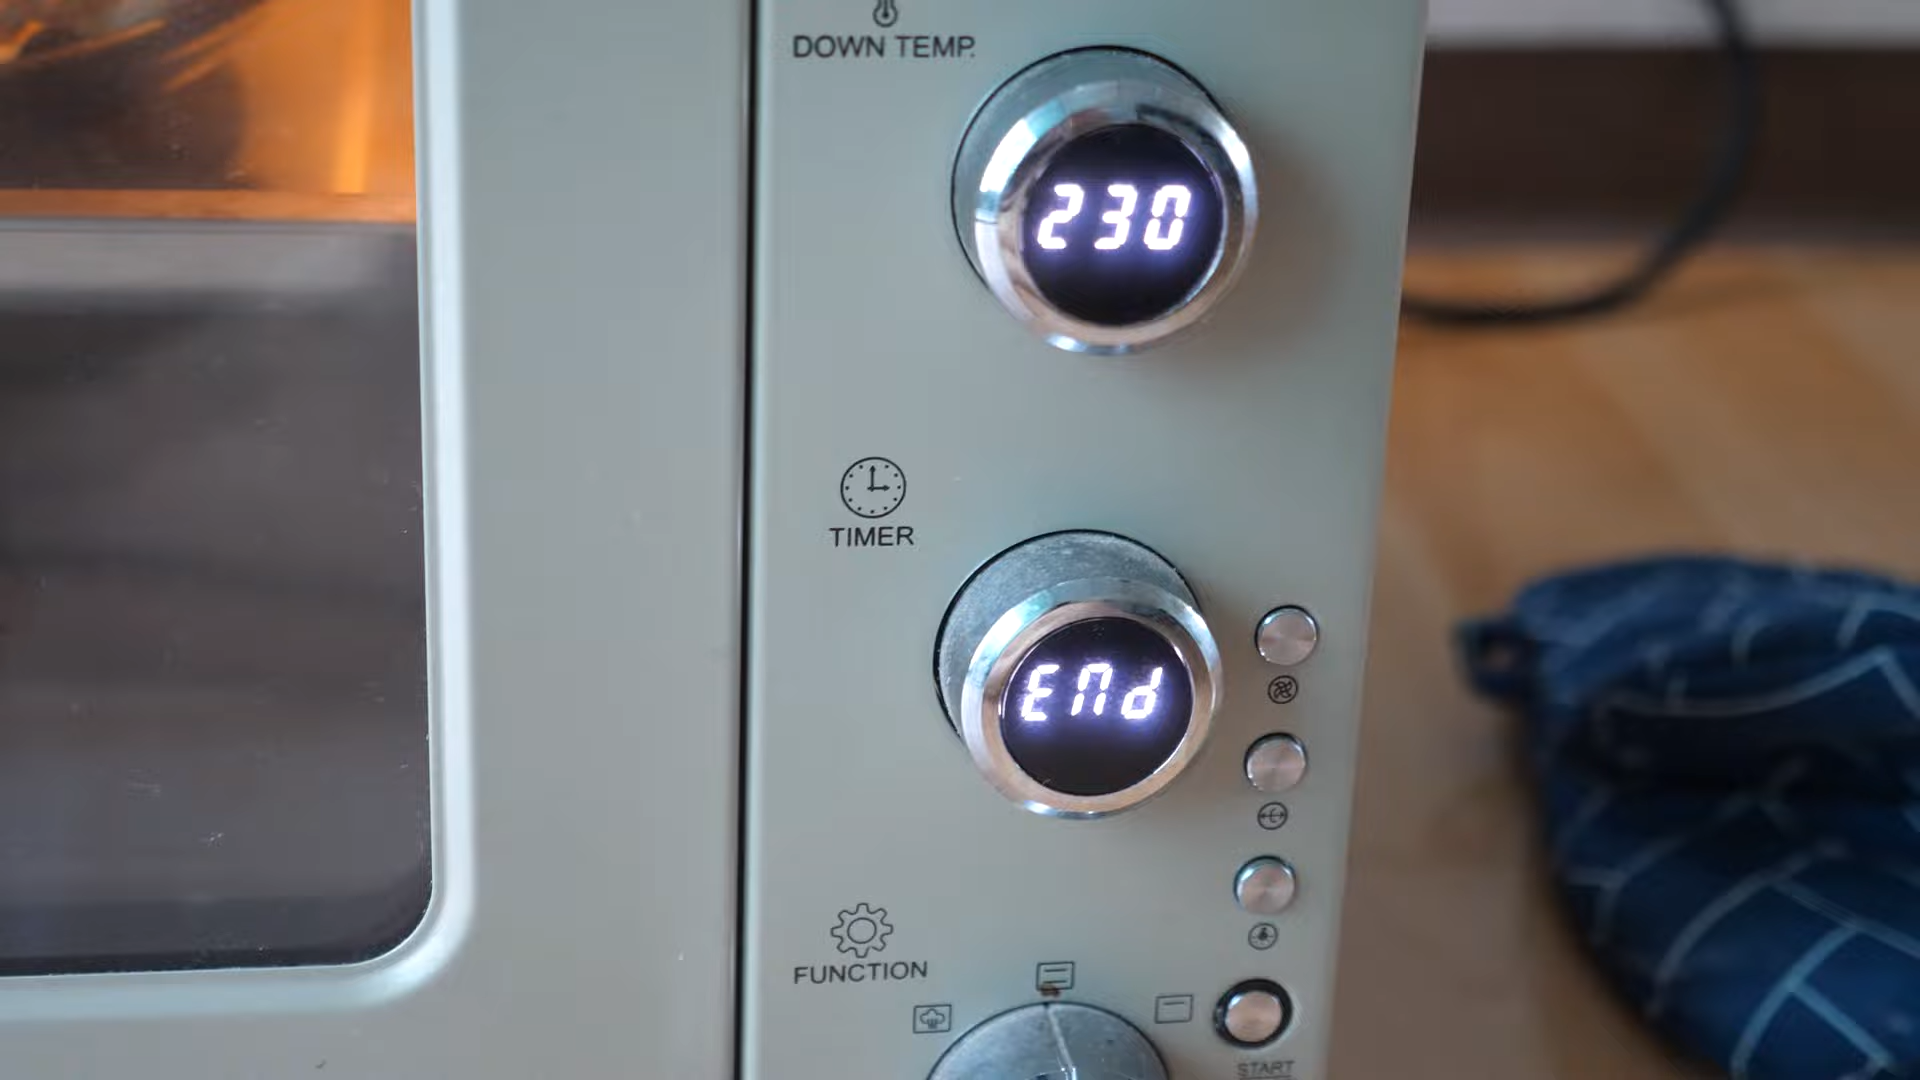 DOWN TEMP.
230
TIMER
End
FUNCTION
START